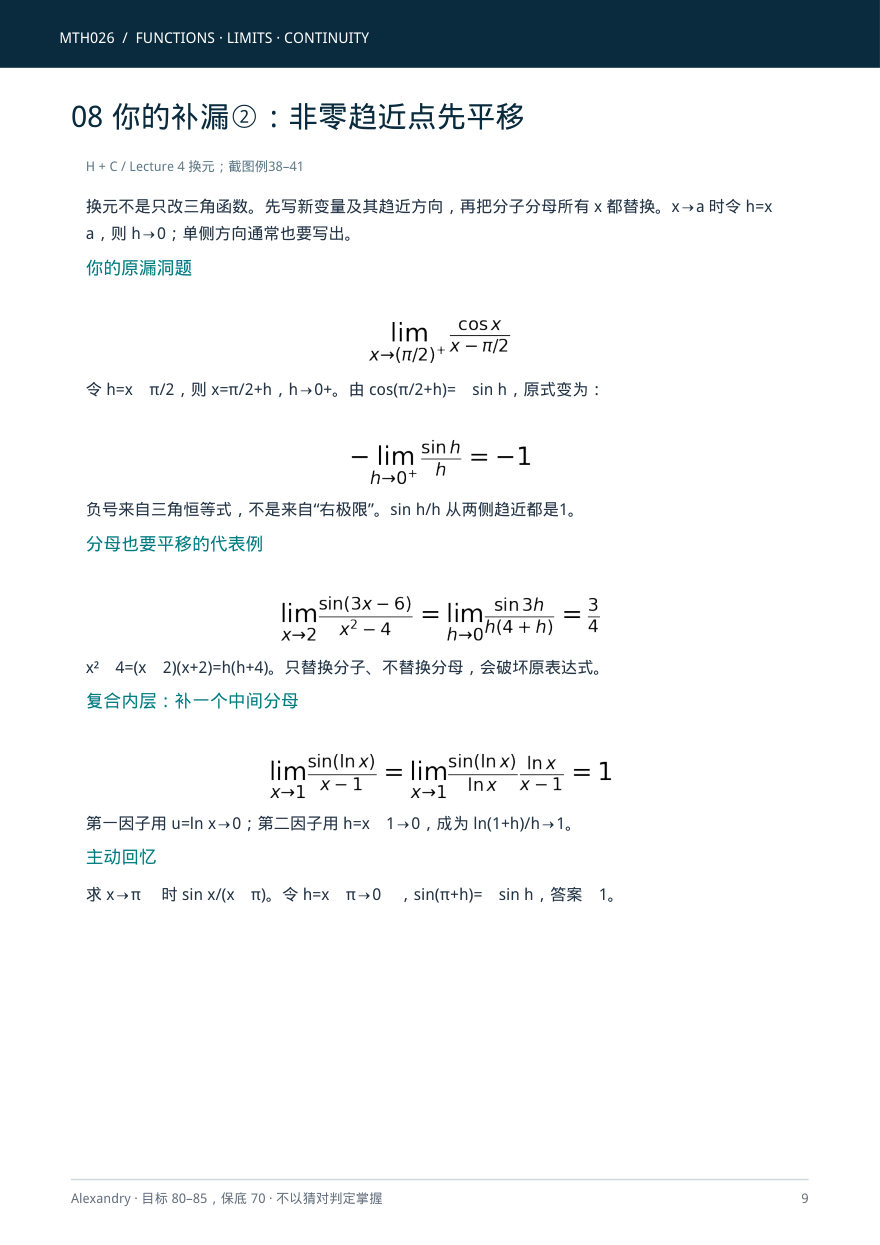 MTH026 / FUNCTIONS · LIMITS · CONTINUITY
08 你的补漏②：非零趋近点先平移
H + C / Lecture 4 换元；截图例38–41
换元不是只改三角函数。先写新变量及其趋近方向，再把分子分母所有 x 都替换。x→a 时令 h=x
a，则 h→0；单侧方向通常也要写出。
你的原漏洞题
lim x→(π/2)⁺ cos x / x − π/2
令 h=x π/2，则 x=π/2+h，h→0+。由 cos(π/2+h)= sin h，原式变为：
− lim h→0⁺ sin h / h = −1
负号来自三角恒等式，不是来自“右极限”。sin h/h 从两侧趋近都是1。
分母也要平移的代表例
lim x→2 sin(3x − 6) / x² − 4 = lim h→0 sin 3h / h(4 + h) = 3/4
x² 4=(x 2)(x+2)=h(h+4)。只替换分子、不替换分母，会破坏原表达式。
复合内层：补一个中间分母
lim x→1 sin(ln x) / x − 1 = lim x→1 sin(ln x) / ln x ln x / x − 1 = 1
第一因子用 u=ln x→0；第二因子用 h=x 1→0，成为 ln(1+h)/h→1。
主动回忆
求 x→π 时 sin x/(x π)。令 h=x π→0 ，sin(π+h)= sin h，答案 1。
Alexandry · 目标 80–85，保底 70 · 不以猜对判定掌握
9